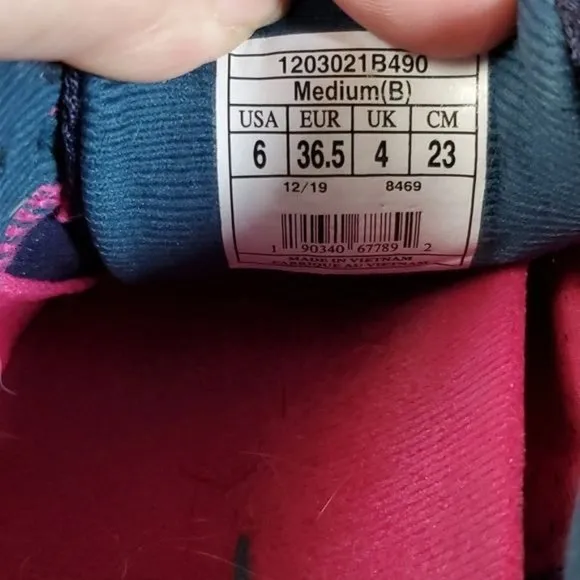 1203021B490
Medium(B)
USA EUR UK CM
6 36.5 4 23
12/19 8469
1 90340 67789 2
MADE IN VIETNAM
FABRIQUE AU VIETNAM